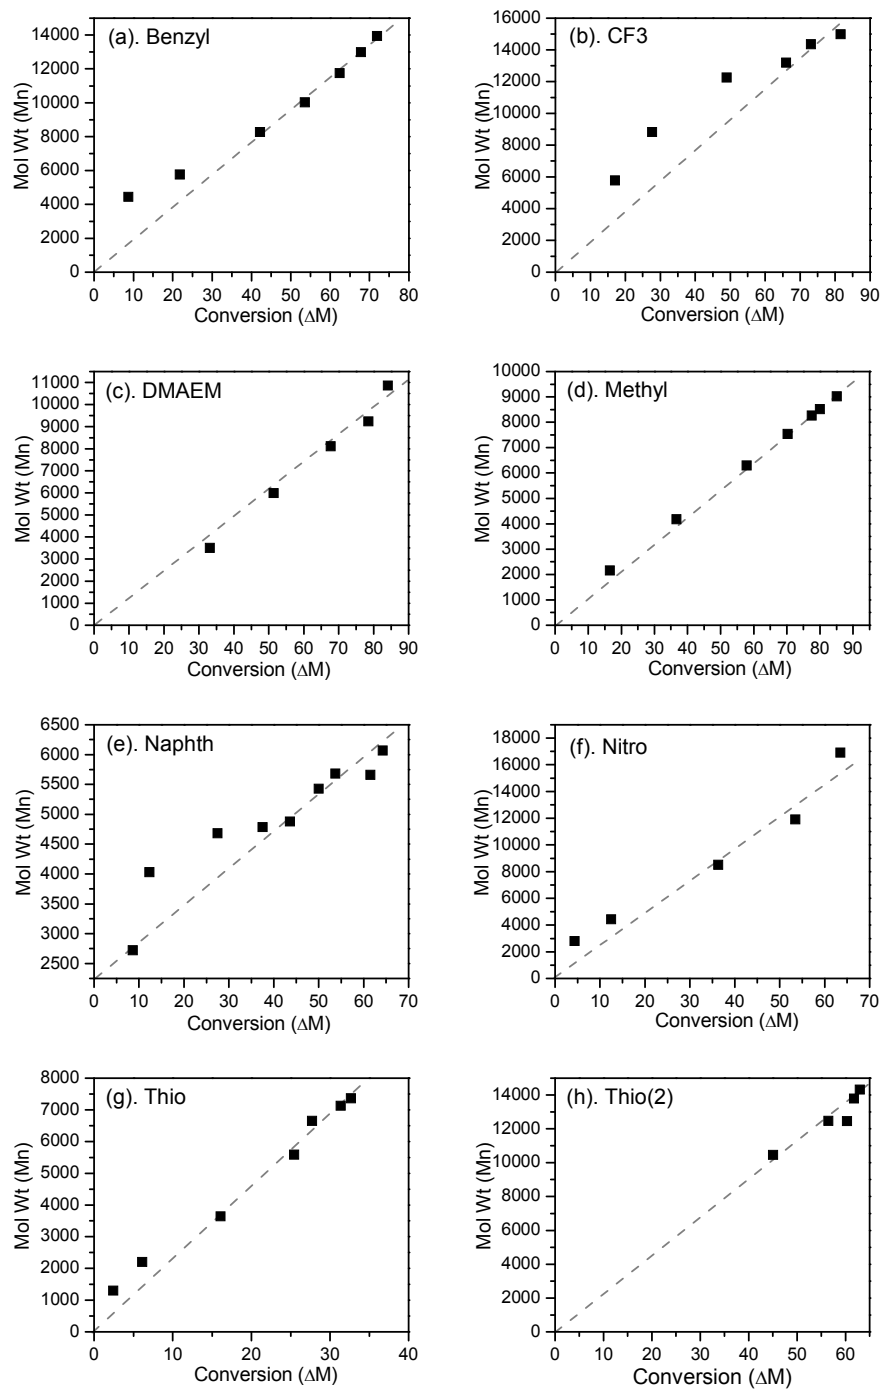 (a). Benzyl
Mol Wt (Mn)
14000
12000
10000
8000
6000
4000
2000
0
0 10 20 30 40 50 60 70 80
Conversion (ΔM)
(b). CF3
Mol Wt (Mn)
16000
14000
12000
10000
8000
6000
4000
2000
0
0 10 20 30 40 50 60 70 80 90
Conversion (ΔM)
(c). DMAEM
Mol Wt (Mn)
11000
10000
9000
8000
7000
6000
5000
4000
3000
2000
1000
0
0 10 20 30 40 50 60 70 80 90
Conversion (ΔM)
(d). Methyl
Mol Wt (Mn)
10000
9000
8000
7000
6000
5000
4000
3000
2000
1000
0
0 10 20 30 40 50 60 70 80 90
Conversion (ΔM)
(e). Naphth
Mol Wt (Mn)
6500
6000
5500
5000
4500
4000
3500
3000
2500
0 10 20 30 40 50 60 70
Conversion (ΔM)
(f). Nitro
Mol Wt (Mn)
18000
16000
14000
12000
10000
8000
6000
4000
2000
0
0 10 20 30 40 50 60 70
Conversion (ΔM)
(g). Thio
Mol Wt (Mn)
8000
7000
6000
5000
4000
3000
2000
1000
0
0 10 20 30 40
Conversion (ΔM)
(h). Thio(2)
Mol Wt (Mn)
14000
12000
10000
8000
6000
4000
2000
0
0 10 20 30 40 50 60
Conversion (ΔM)